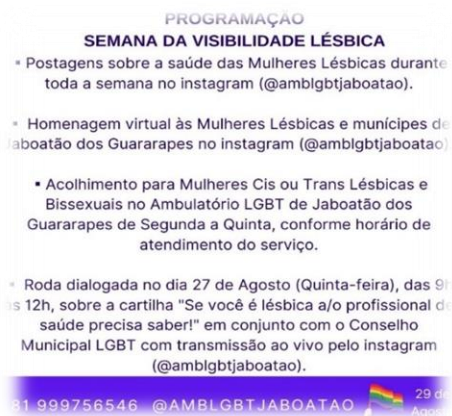 PROGRAMAÇÃO
SEMANA DA VISIBILIDADE LÉSBICA
▪ Postagens sobre a saúde das Mulheres Lésbicas durante
toda a semana no instagram (@amblgbtjaboatao).
▪ Homenagem virtual às Mulheres Lésbicas e munícipes de
Jaboatão dos Guararapes no instagram (@amblgbtjaboatao)
▪ Acolhimento para Mulheres Cis ou Trans Lésbicas e
Bissexuais no Ambulatório LGBT de Jaboatão dos
Guararapes de Segunda a Quinta, conforme horário de
atendimento do serviço.
▪ Roda dialogada no dia 27 de Agosto (Quinta-feira), das 9h
às 12h, sobre a cartilha "Se você é lésbica a/o profissional de
saúde precisa saber!" em conjunto com o Conselho
Municipal LGBT com transmissão ao vivo pelo instagram
(@amblgbtjaboatao).
81 999756546 @AMBLGBTJABOATAO
29 de
Agosto